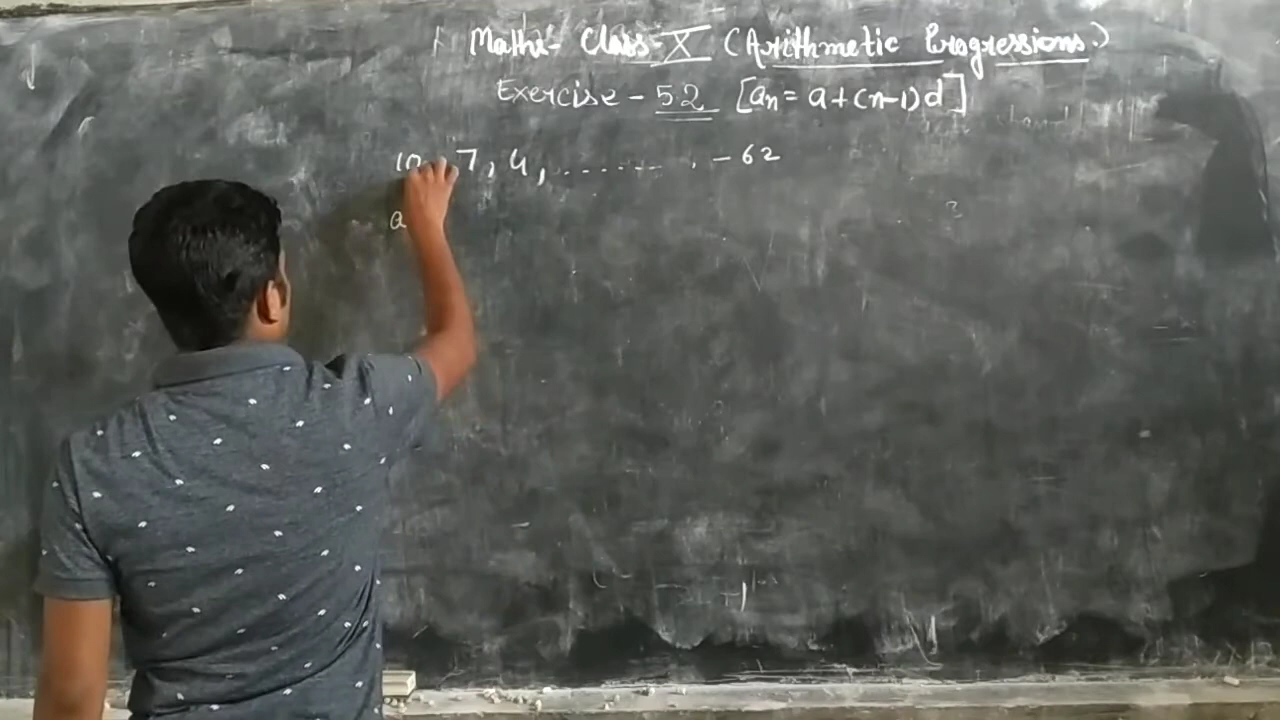 Maths- Class-X (Arithmetic Progressions.)
Exercise - 5.2 [an = a+(n-1)d]
10, 7, 4, ........, -62
a